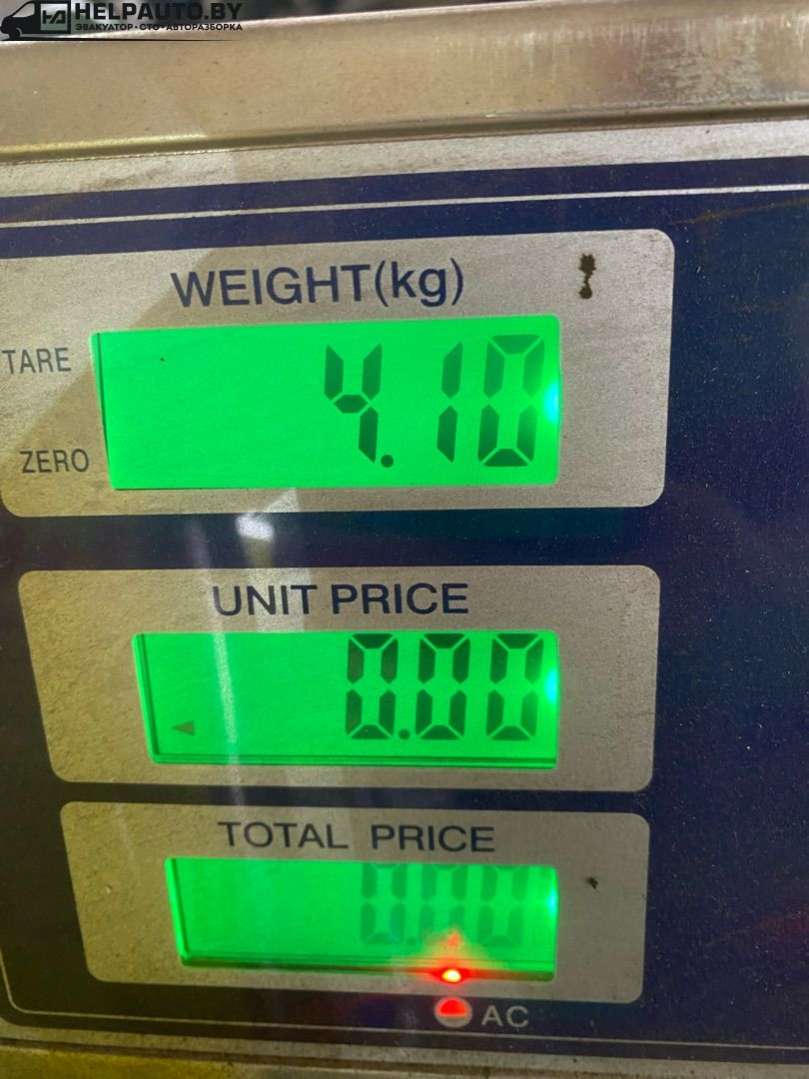 HELPAUTO.BY
ЭВАКУАТОР·СТО·АВТОРАЗБОРКА
WEIGHT(kg)
TARE
4.10
ZERO
UNIT PRICE
0.00
TOTAL PRICE
0.00
AC